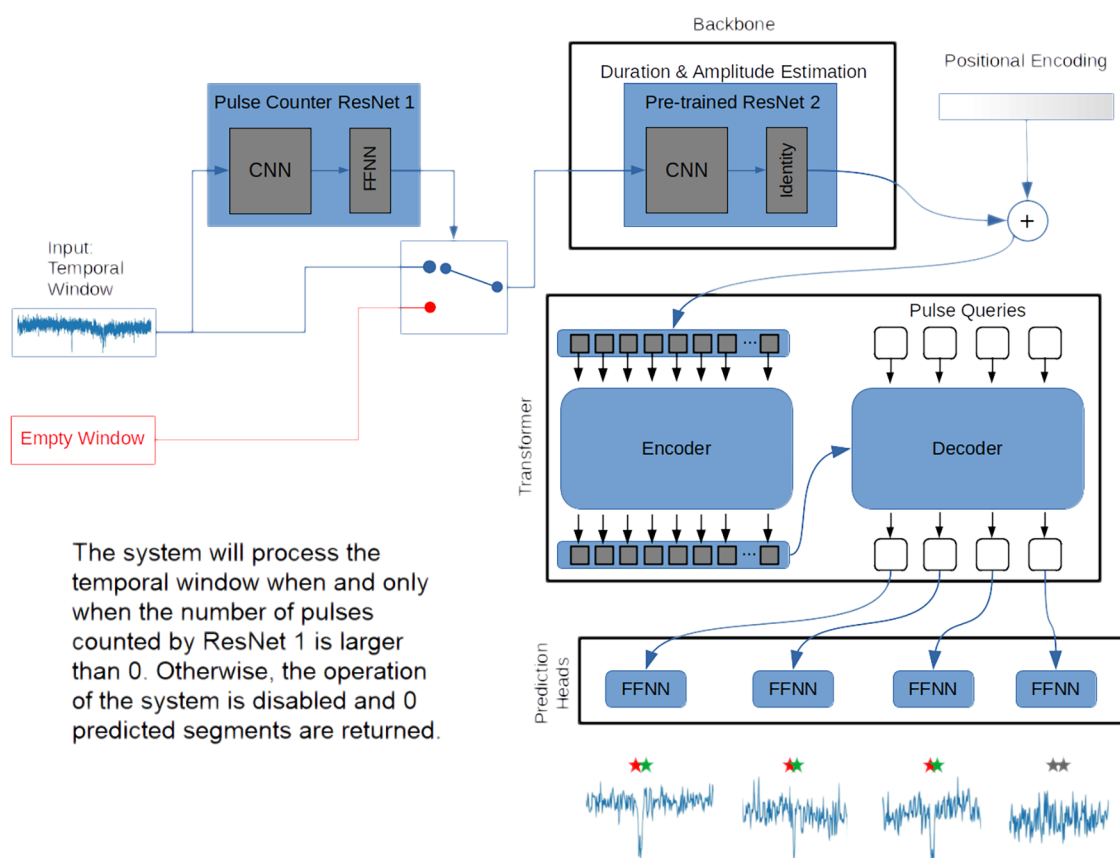 Backbone
Positional Encoding
Duration & Amplitude Estimation
Pulse Counter ResNet 1
Pre-trained ResNet 2
CNN
FFNN
CNN
Identity
+
Input:
Temporal
Window
Empty Window
Pulse Queries
...
Transformer
Encoder
Decoder
...
The system will process the
temporal window when and only
when the number of pulses
counted by ResNet 1 is larger
than 0. Otherwise, the operation
of the system is disabled and 0
predicted segments are returned.
Prediction
Heads
FFNN
FFNN
FFNN
FFNN